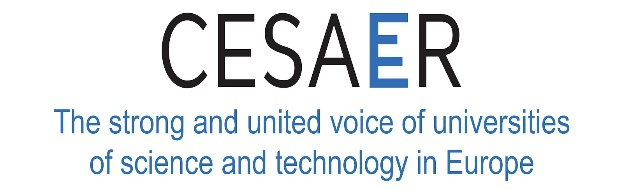 CESAER
The strong and united voice of universities
of science and technology in Europe